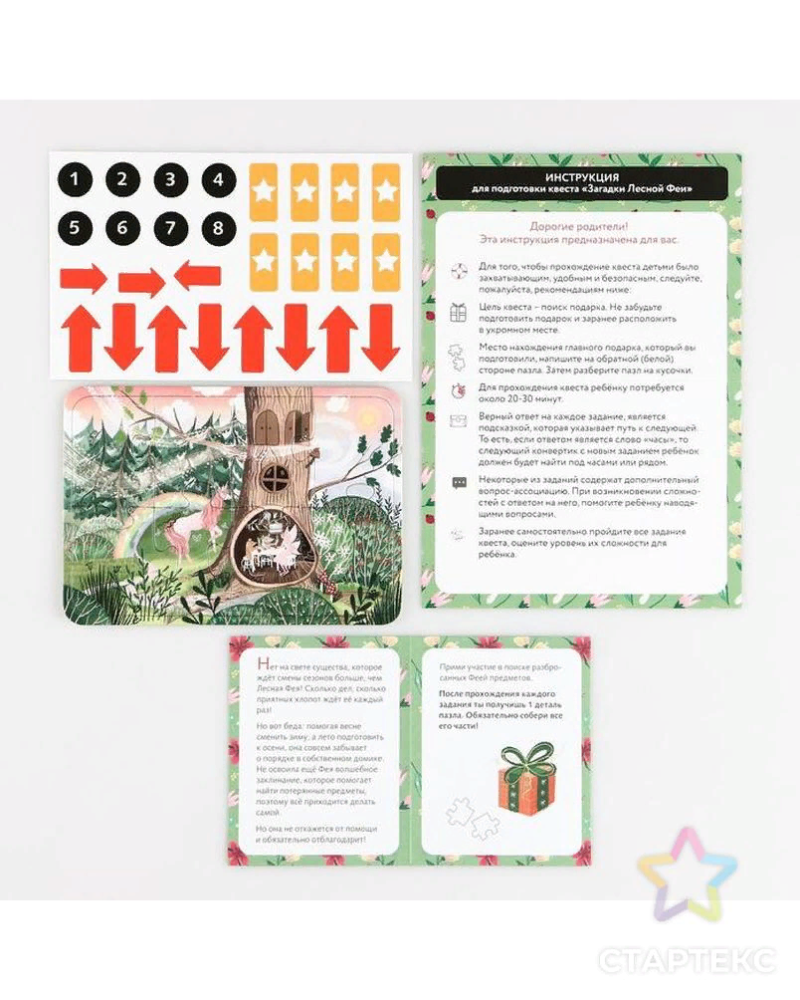 1 2 3 4
5 6 7 8
ИНСТРУКЦИЯ
для подготовки квеста «Загадки Лесной Феи»
Дорогие родители!
Эта инструкция предназначена для вас.
Для того, чтобы прохождение квеста детьми было
захватывающим, удобным и безопасным, следуйте,
пожалуйста, рекомендациям ниже:
Цель квеста – поиск подарка. Не забудьте
подготовить подарок и заранее расположить
в укромном месте.
Место нахождения главного подарка, который вы
подготовили, напишите на обратной (белой)
стороне пазла. Затем разберите пазл на кусочки.
Для прохождения квеста ребёнку потребуется
около 20-30 минут.
Верный ответ на каждое задание, является
подсказкой, которая указывает путь к следующей.
То есть, если ответом является слово «часы», то
следующий конвертик с новым заданием ребёнок
должен будет найти под часами или рядом.
Некоторые из заданий содержат дополнительный
вопрос-ассоциацию. При возникновении сложнос-
тей с ответом на него, помогите ребёнку наводя-
щими вопросами.
Заранее самостоятельно пройдите все задания
квеста, оцените уровень их сложности для
ребёнка.
Нет на свете существа, которое
ждёт смены сезонов больше, чем
Лесная Фея! Сколько дел, сколько
приятных хлопот ждёт её каждый
раз!
Но вот беда: помогая весне
сменить зиму, а лето подготовить
к осени, она совсем забывает
о порядке в собственном домике.
Не освоила ещё Фея волшебное
заклинание, которое помогает
найти потерянные предметы,
поэтому всё приходится делать
самой.
Но она не откажется от помощи
и обязательно отблагодарит!
Прими участие в поиске разбро-
санных Феей предметов.
После прохождения каждого
задания ты получишь 1 деталь
пазла. Обязательно собери все
его части!
СТАРТЕКС